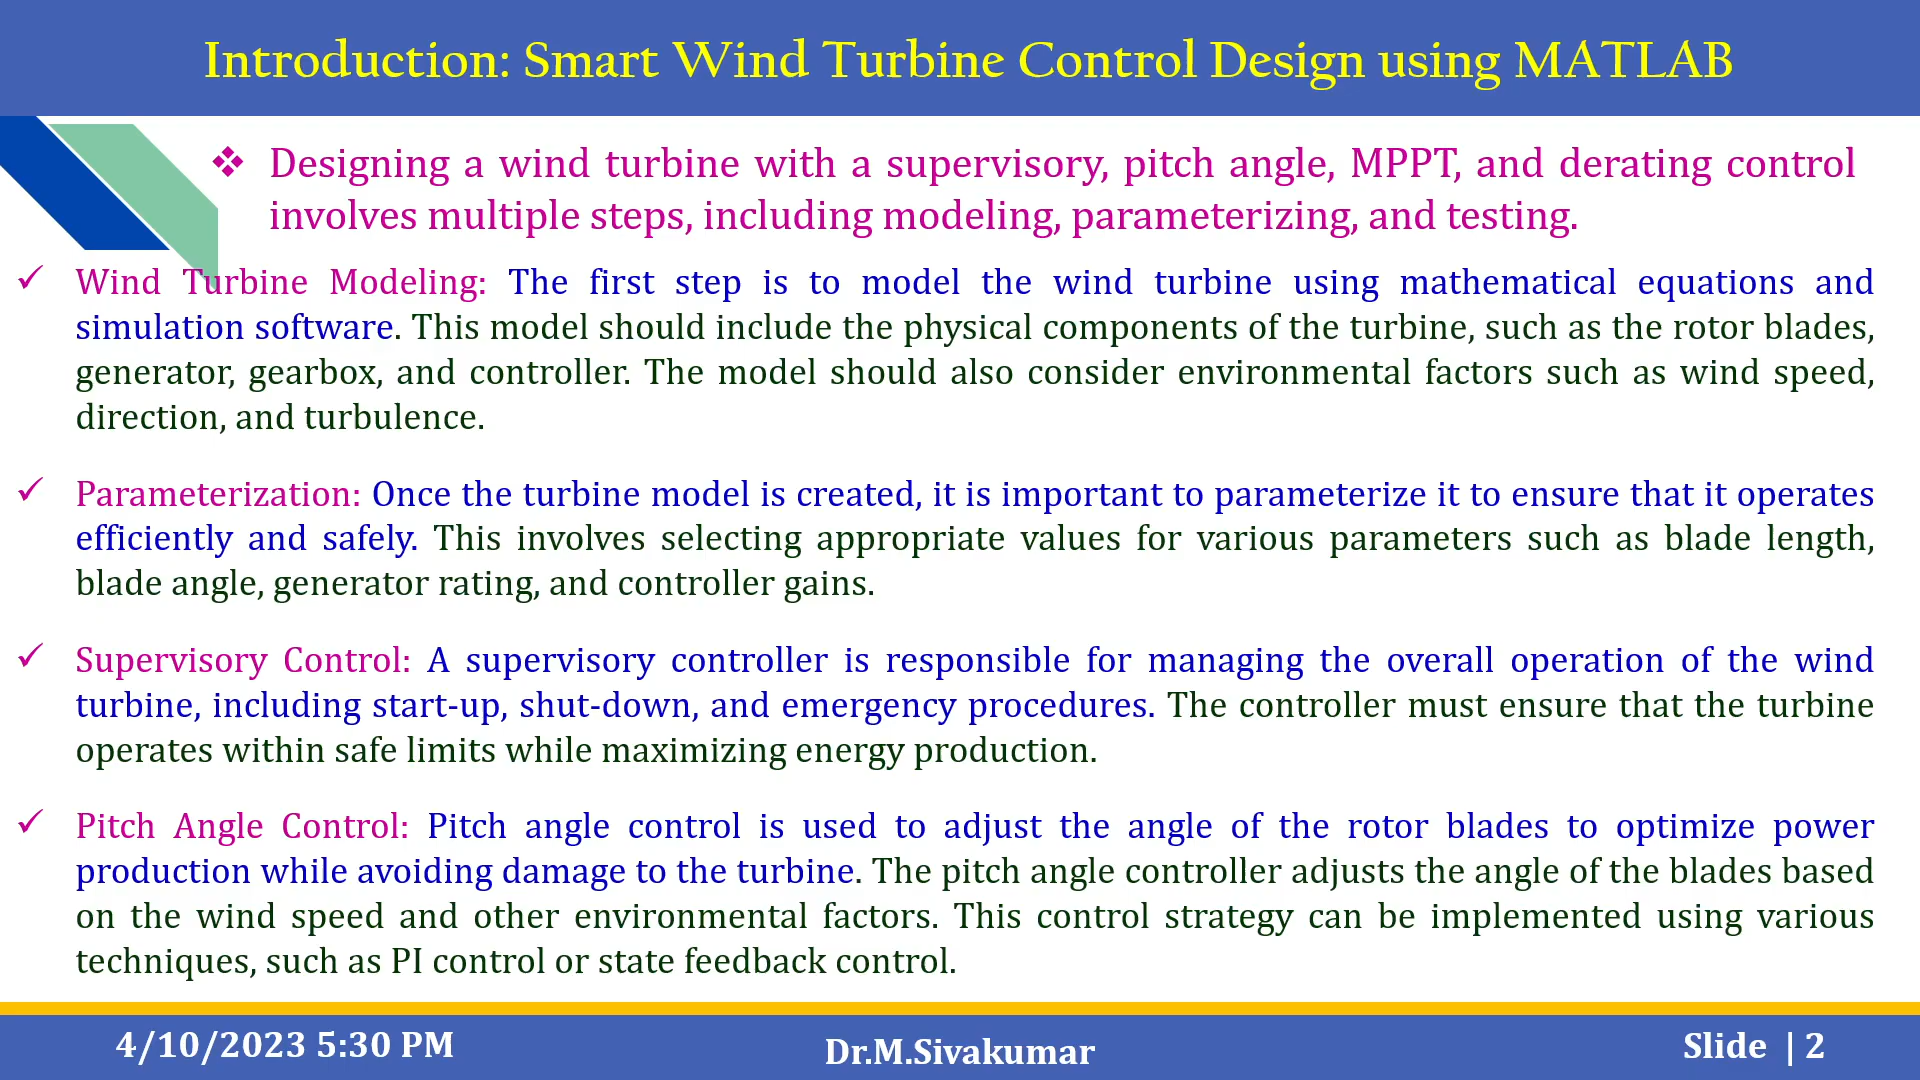 Introduction: Smart Wind Turbine Control Design using MATLAB
❖ Designing a wind turbine with a supervisory, pitch angle, MPPT, and derating control
involves multiple steps, including modeling, parameterizing, and testing.
✓ Wind Turbine Modeling: The first step is to model the wind turbine using mathematical equations and
simulation software. This model should include the physical components of the turbine, such as the rotor blades,
generator, gearbox, and controller. The model should also consider environmental factors such as wind speed,
direction, and turbulence.
✓ Parameterization: Once the turbine model is created, it is important to parameterize it to ensure that it operates
efficiently and safely. This involves selecting appropriate values for various parameters such as blade length,
blade angle, generator rating, and controller gains.
✓ Supervisory Control: A supervisory controller is responsible for managing the overall operation of the wind
turbine, including start-up, shut-down, and emergency procedures. The controller must ensure that the turbine
operates within safe limits while maximizing energy production.
✓ Pitch Angle Control: Pitch angle control is used to adjust the angle of the rotor blades to optimize power
production while avoiding damage to the turbine. The pitch angle controller adjusts the angle of the blades based
on the wind speed and other environmental factors. This control strategy can be implemented using various
techniques, such as PI control or state feedback control.
4/10/2023 5:30 PM
Dr.M.Sivakumar
Slide | 2